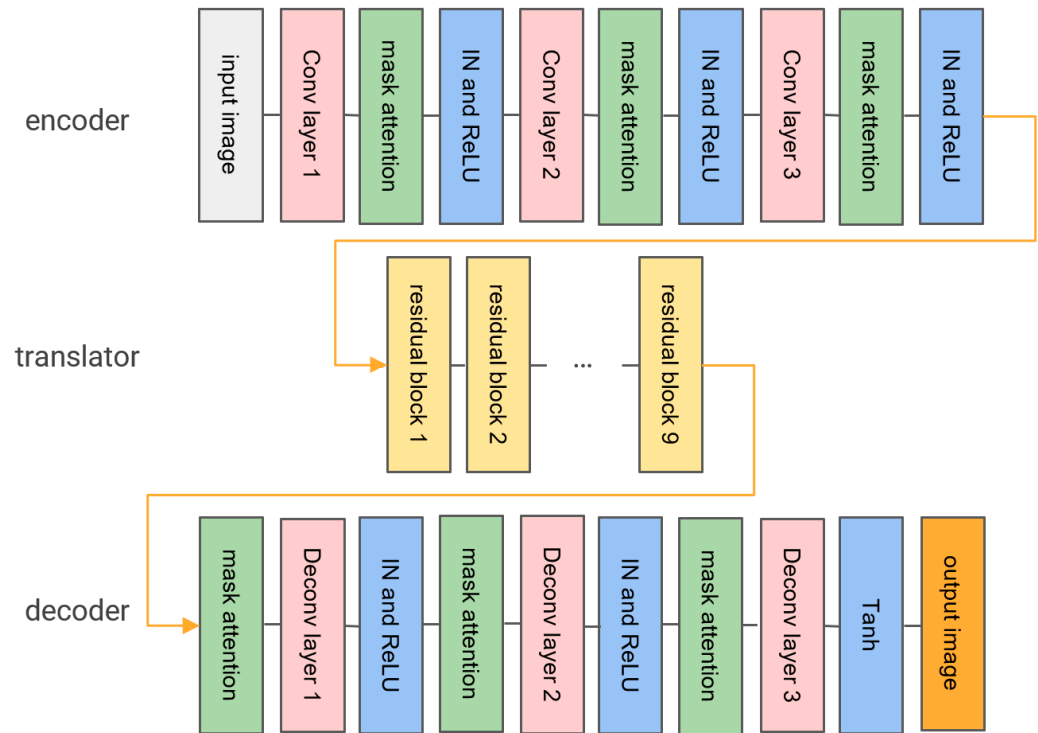 encoder
input image
Conv layer 1
mask attention
IN and ReLU
Conv layer 2
mask attention
IN and ReLU
Conv layer 3
mask attention
IN and ReLU
translator
residual block 1
residual block 2
...
residual block 9
decoder
mask attention
Deconv layer 1
IN and ReLU
mask attention
Deconv layer 2
IN and ReLU
mask attention
Deconv layer 3
Tanh
output image